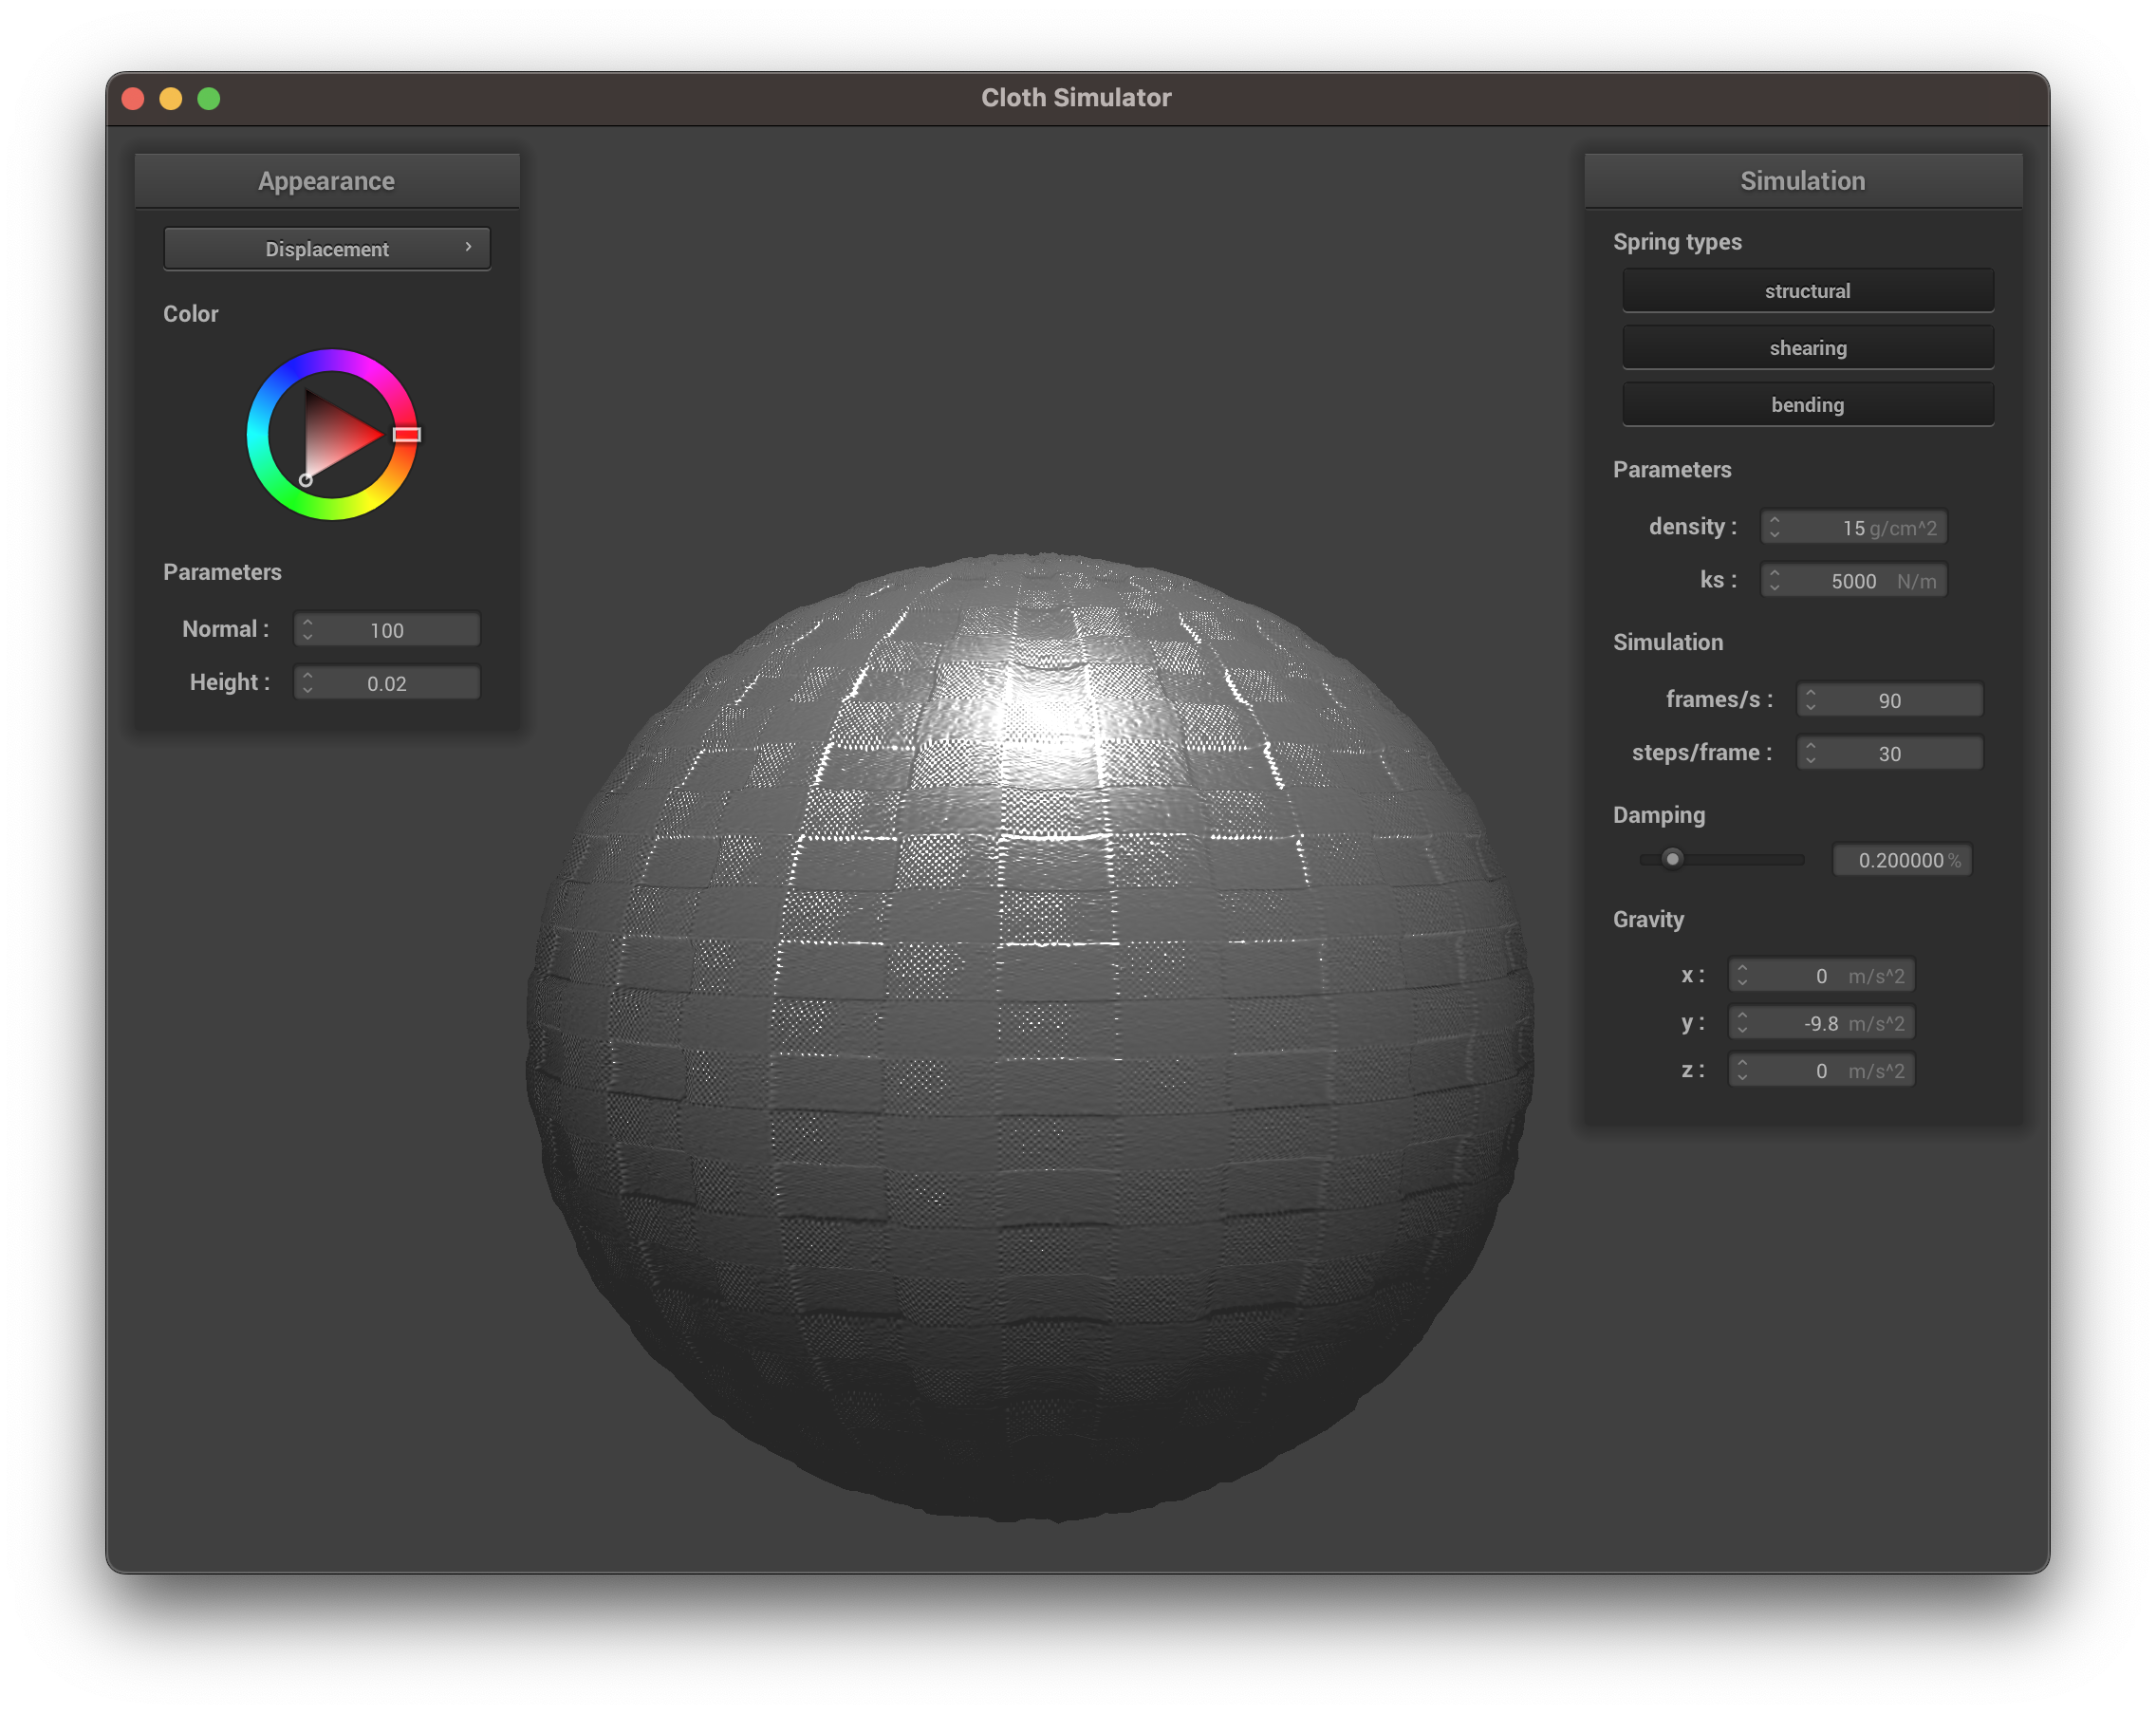 Cloth Simulator
Appearance
Displacement
Color
Parameters
Normal : 100
Height : 0.02
Simulation
Spring types
structural
shearing
bending
Parameters
density : 15 g/cm^2
ks : 5000 N/m
Simulation
frames/s : 90
steps/frame : 30
Damping
0.200000 %
Gravity
x : 0 m/s^2
y : -9.8 m/s^2
z : 0 m/s^2